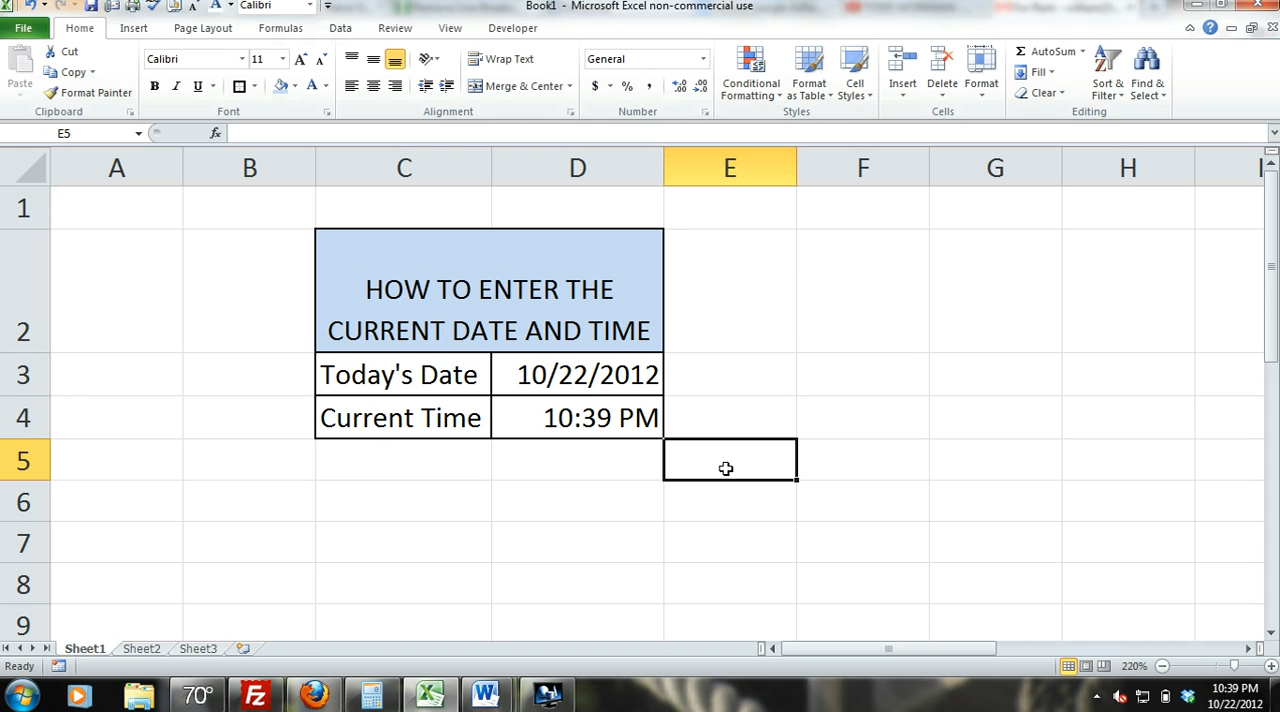 Calibri
Book1 - Microsoft Excel non-commercial use
File Home Insert Page Layout Formulas Data Review View Developer
Paste Cut Copy Format Painter Clipboard
Calibri 11 B I U A Font
Wrap Text Merge & Center Alignment
General $ % , Number
Conditional Formatting Format as Table Cell Styles Styles
Insert Delete Format Cells
Σ AutoSum Fill Clear Sort & Filter Find & Select Editing
E5 fx
A B C D E F G H I
1
2 HOW TO ENTER THE
CURRENT DATE AND TIME
3 Today's Date 10/22/2012
4 Current Time 10:39 PM
5
6
7
8
9
Sheet1 Sheet2 Sheet3
Ready 220%
70° Fz W 10:39 PM
10/22/2012